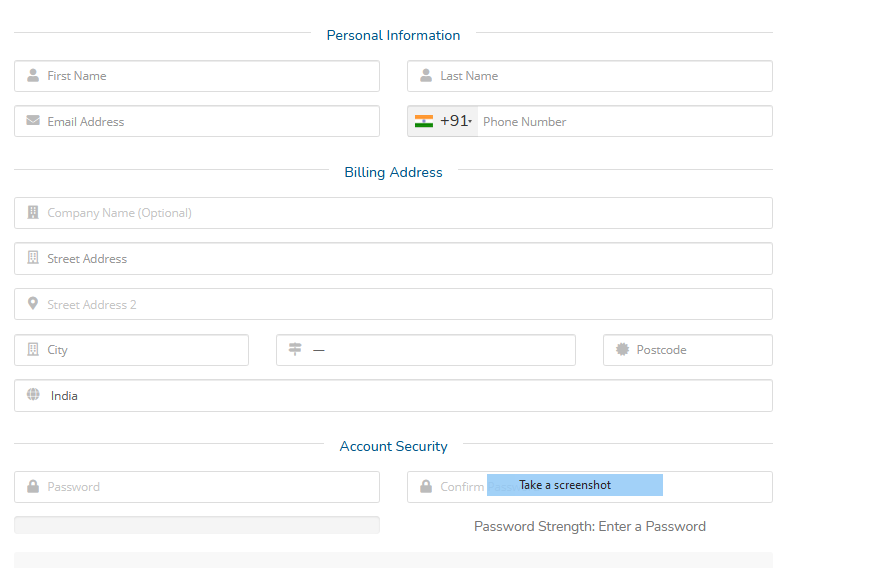 Personal Information
First Name Last Name
Email Address +91 Phone Number
Billing Address
Company Name (Optional)
Street Address
Street Address 2
City — Postcode
India
Account Security
Password Confirm Take a screenshot
Password Strength: Enter a Password